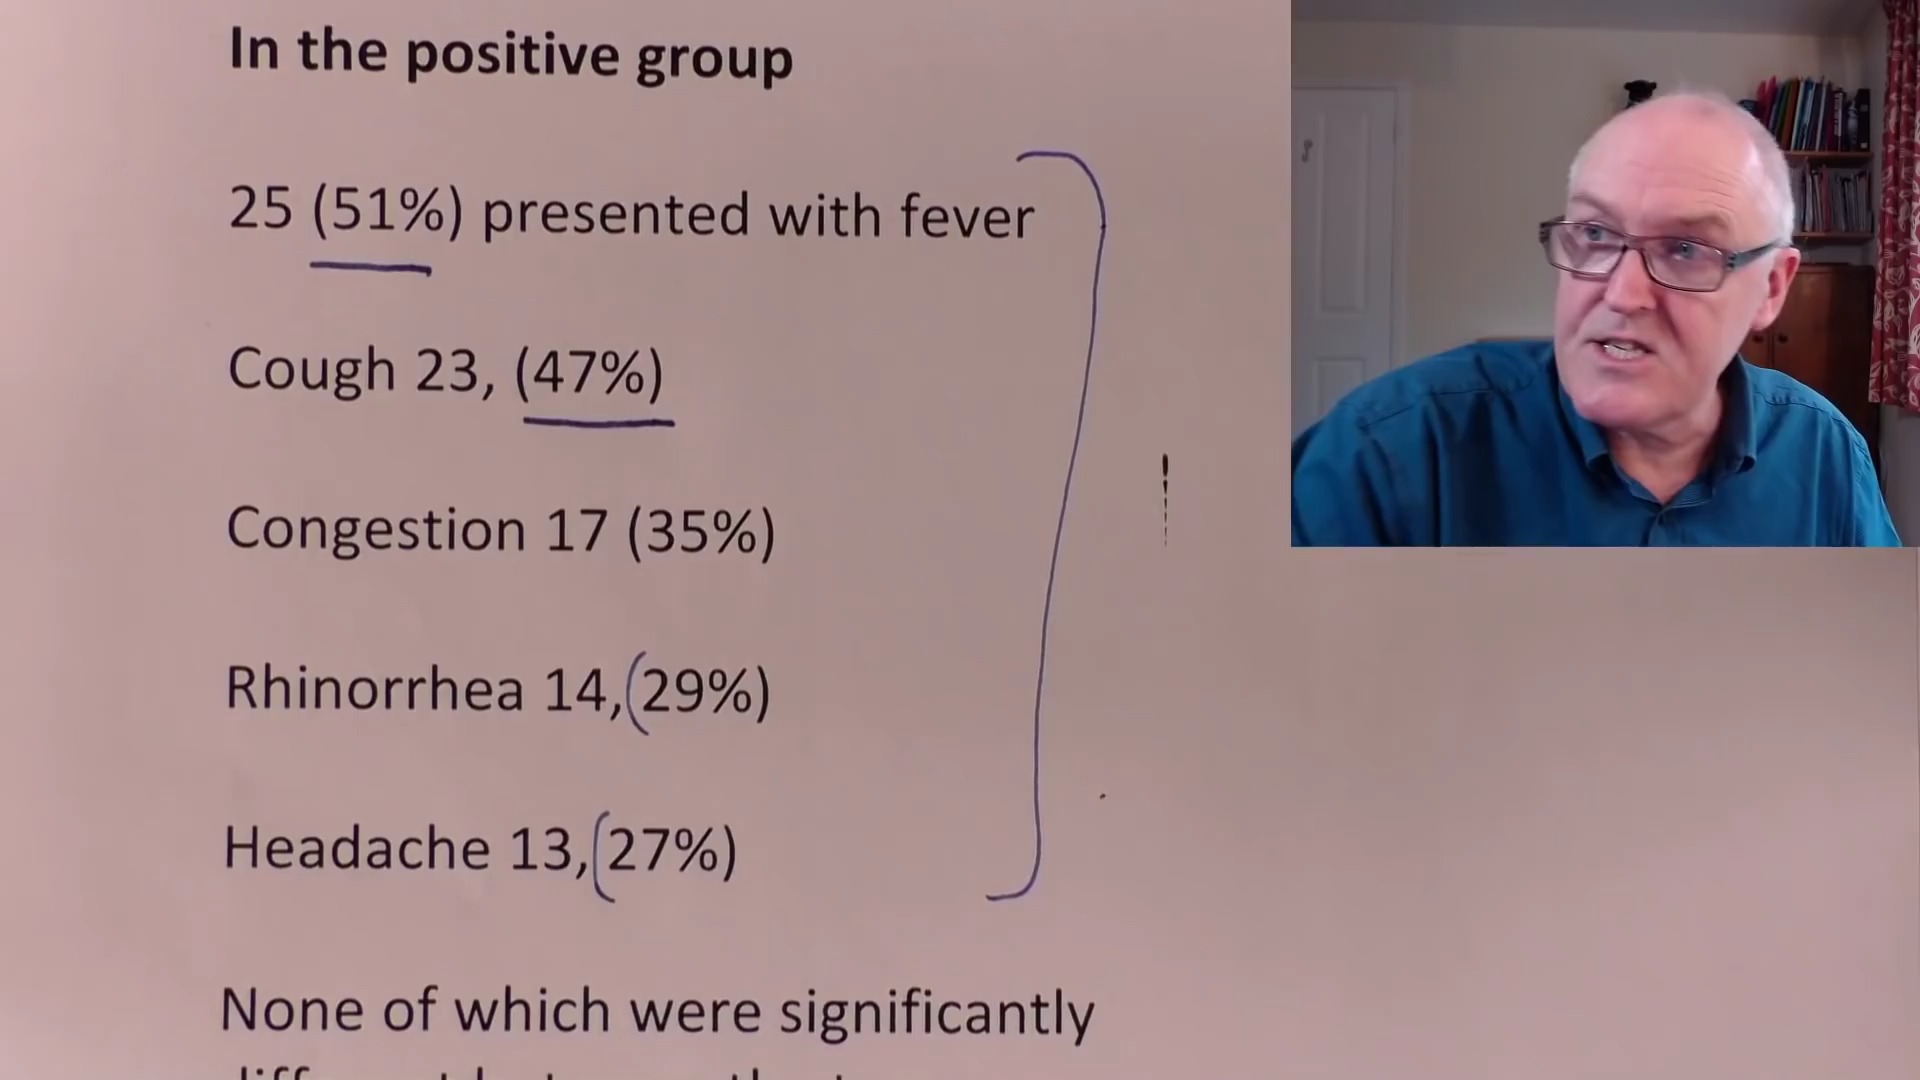 In the positive group
25 (51%) presented with fever
Cough 23, (47%)
Congestion 17 (35%)
Rhinorrhea 14, (29%)
Headache 13, (27%)
None of which were significantly